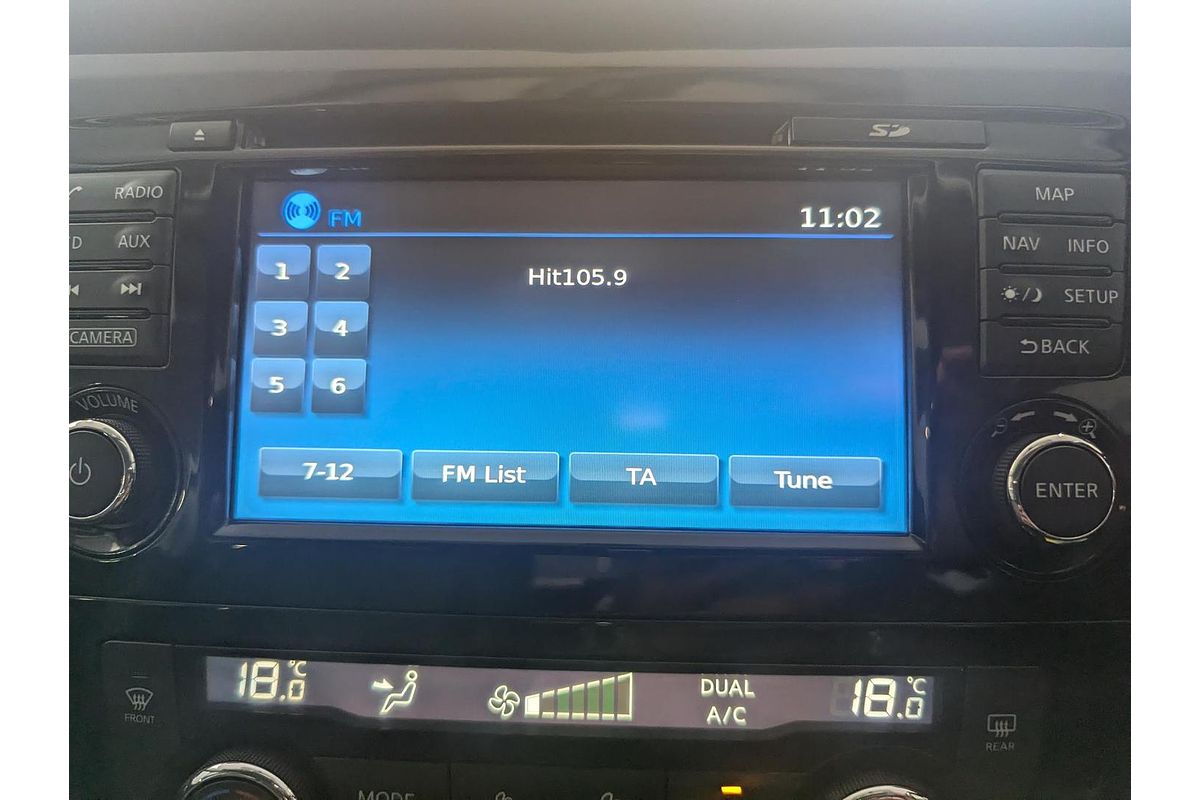 SD
RADIO
D AUX
CAMERA
VOLUME
FM
11:02
1 2
Hit105.9
3 4
5 6
7-12 FM List TA Tune
MAP
NAV INFO
SETUP
BACK
ENTER
FRONT
18.0 °C
DUAL
A/C
18.0 °C
REAR
MODE